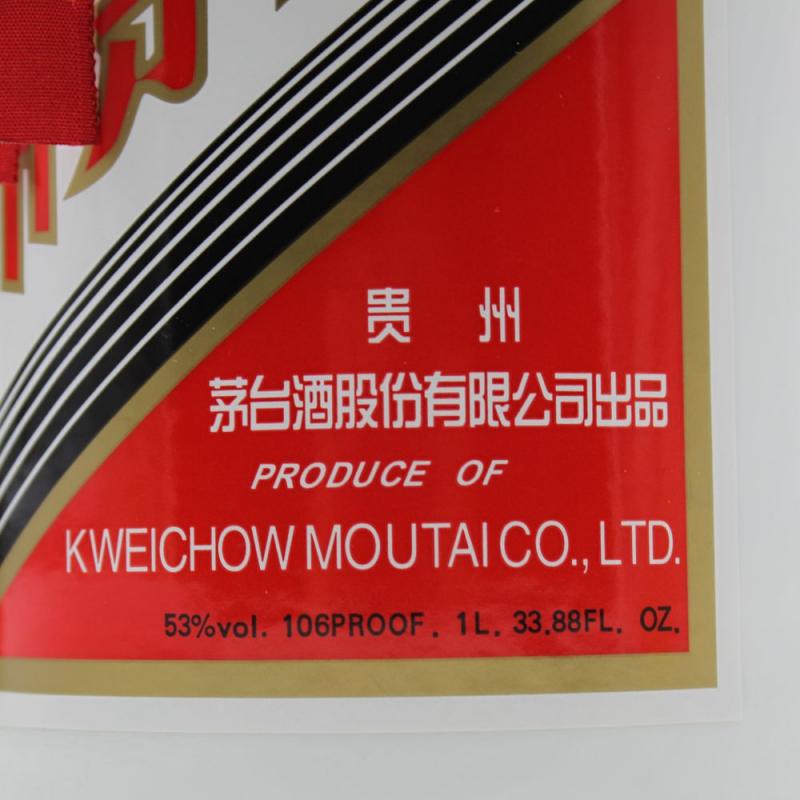 贵 州
茅台酒股份有限公司出品
PRODUCE OF
KWEICHOW MOUTAI CO., LTD.
53%vol. 106PROOF. 1L. 33.88FL. OZ.